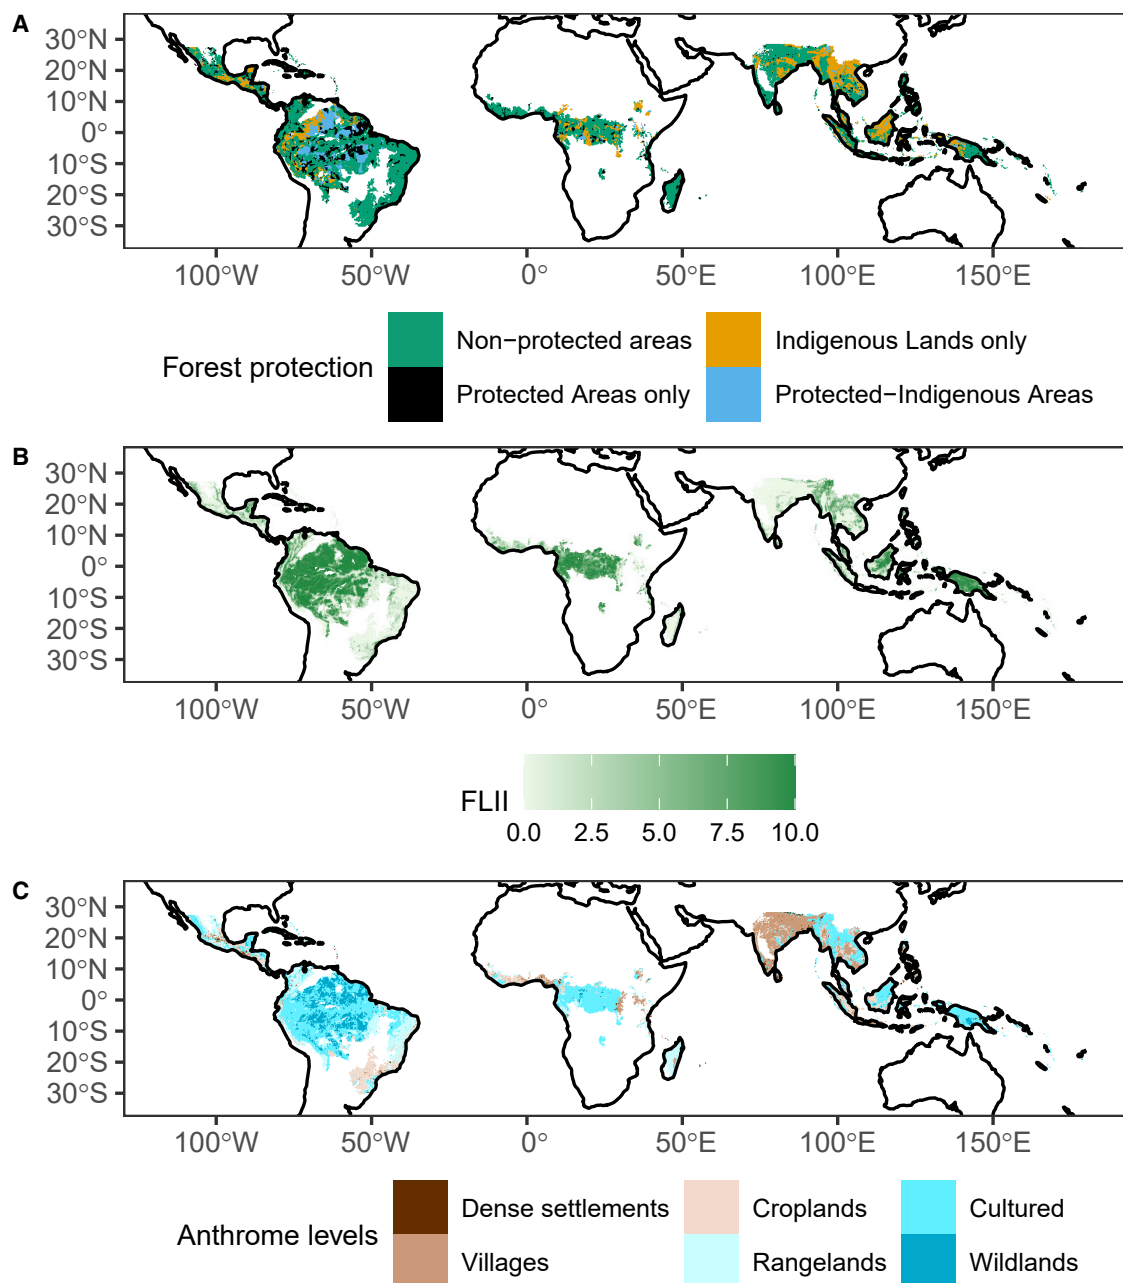 A
30°N
20°N
10°N
0°
10°S
20°S
30°S
100°W 50°W 0° 50°E 100°E 150°E
Forest protection
Non−protected areas
Indigenous Lands only
Protected Areas only
Protected−Indigenous Areas
B
30°N
20°N
10°N
0°
10°S
20°S
30°S
100°W 50°W 0° 50°E 100°E 150°E
FLII
0.0 2.5 5.0 7.5 10.0
C
30°N
20°N
10°N
0°
10°S
20°S
30°S
100°W 50°W 0° 50°E 100°E 150°E
Anthrome levels
Dense settlements
Croplands
Cultured
Villages
Rangelands
Wildlands